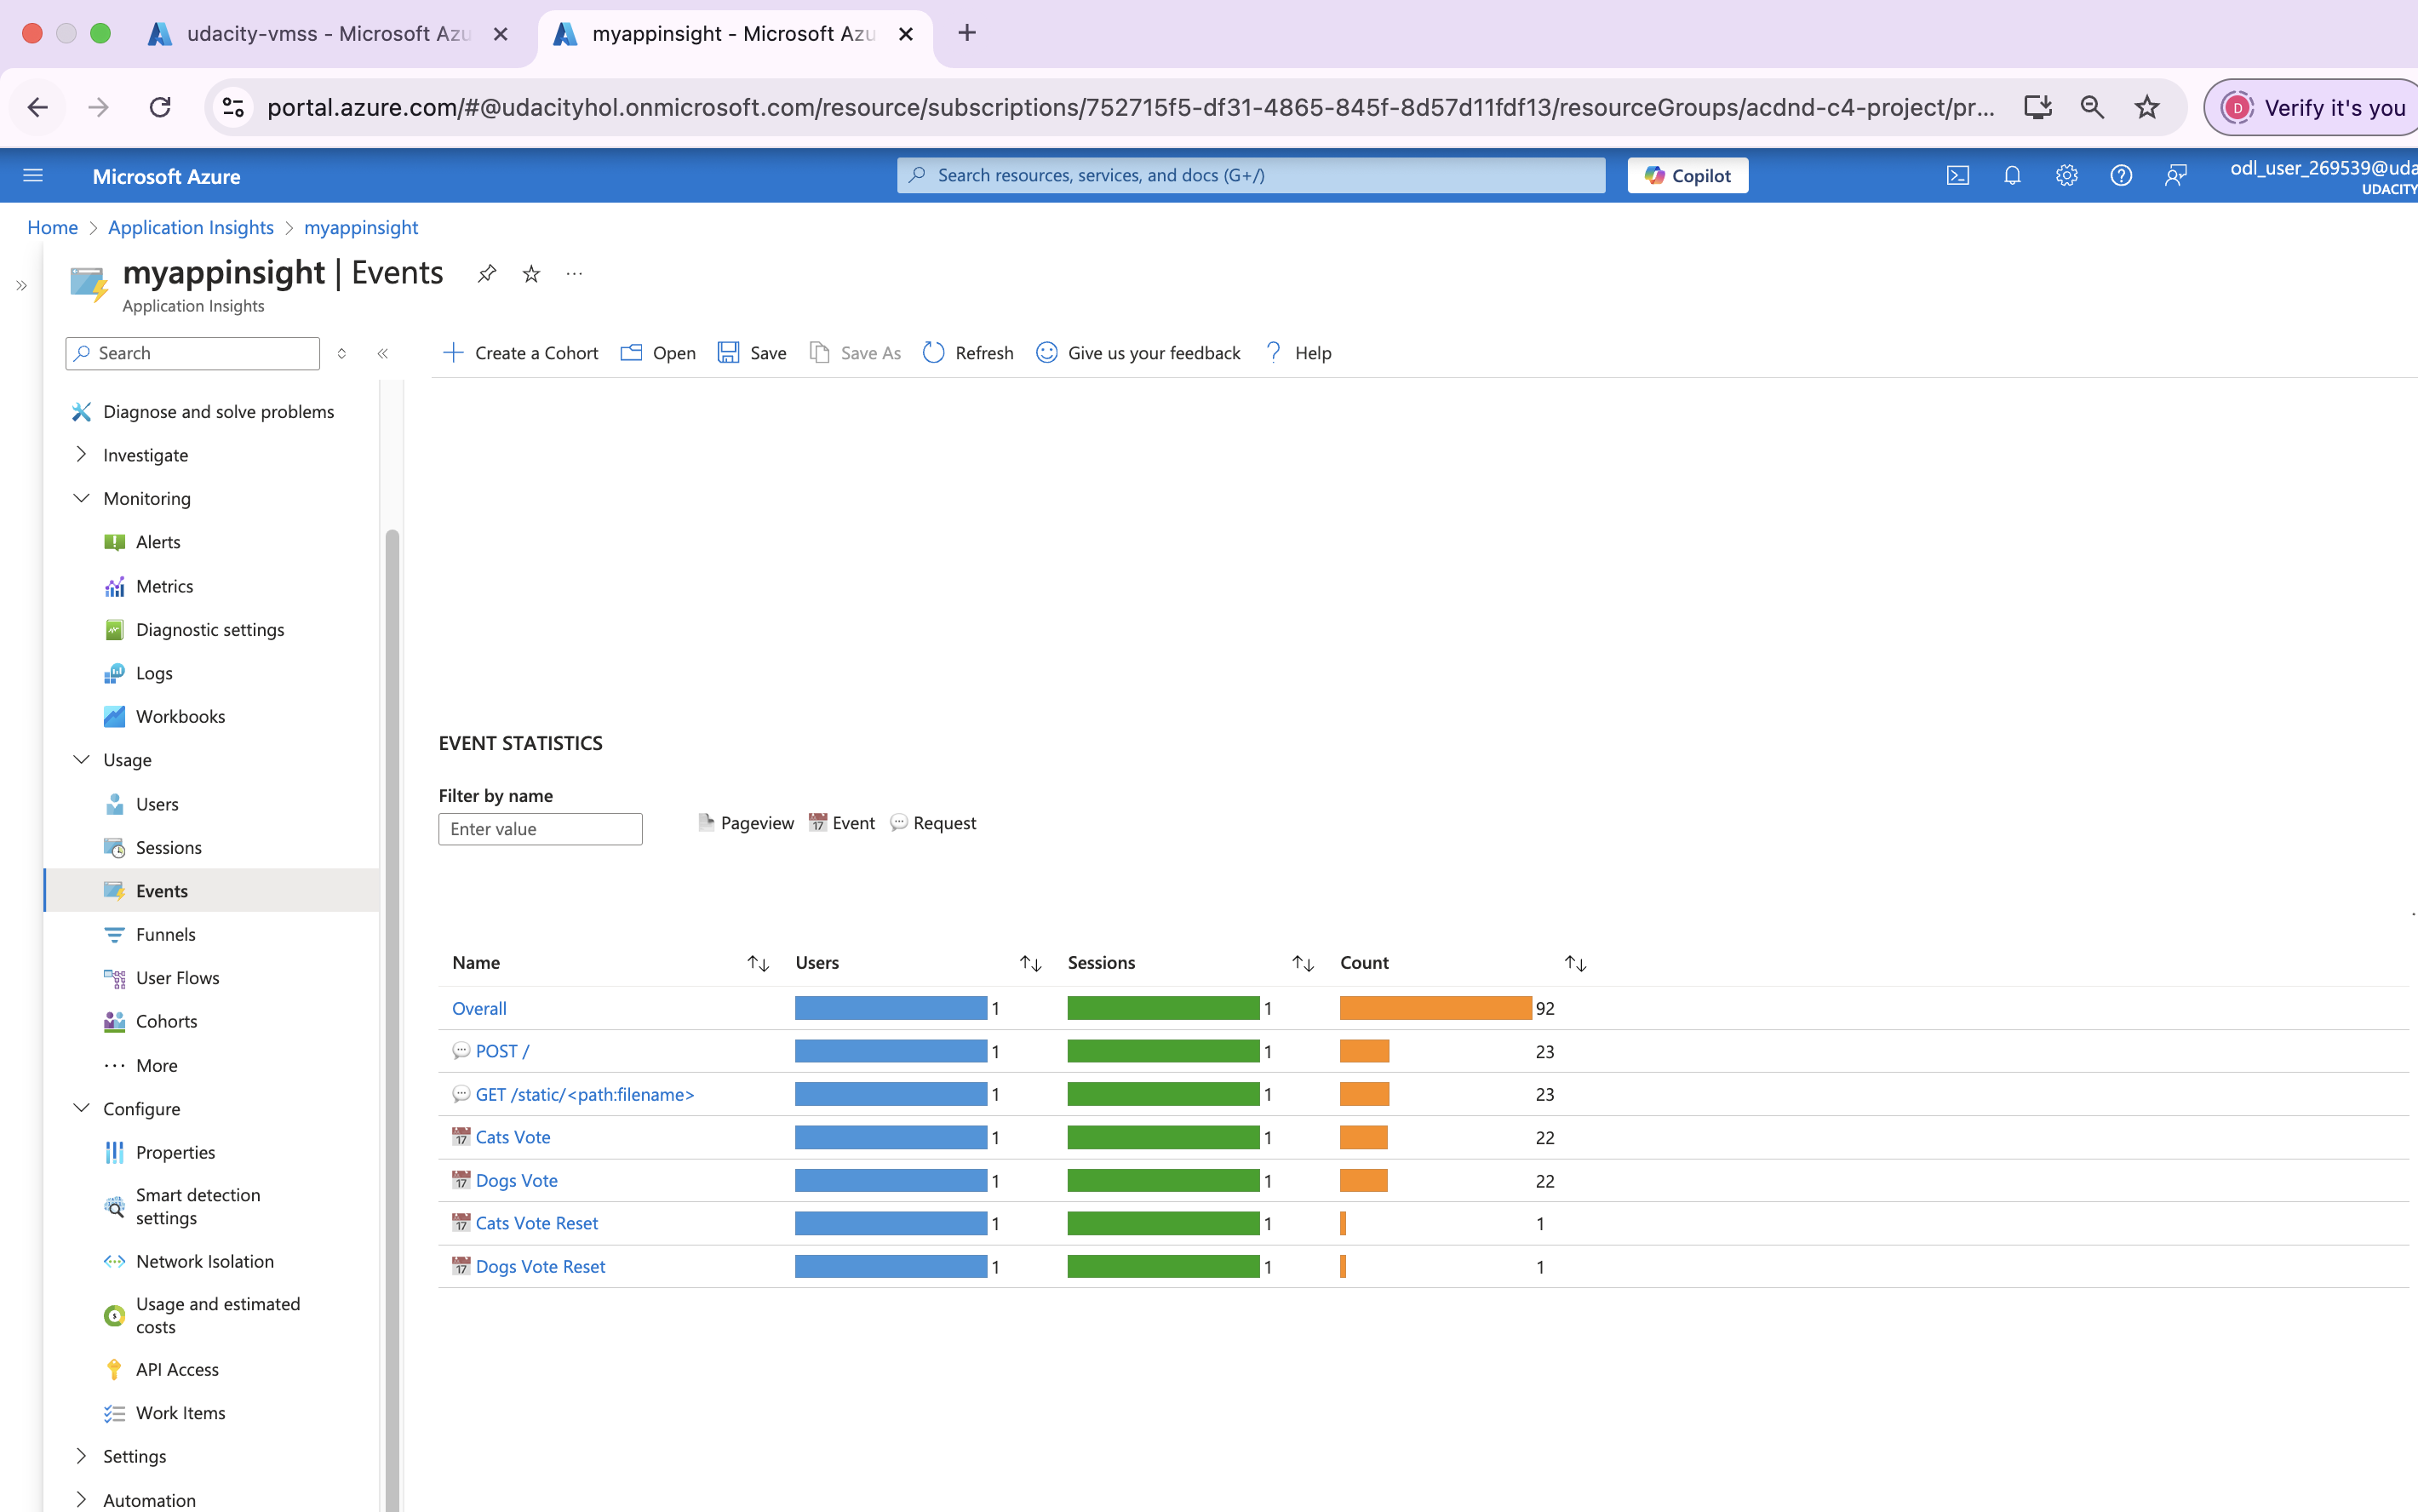 udacity-vmss - Microsoft Azu
myappinsight - Microsoft Azu
portal.azure.com/#@udacityhol.onmicrosoft.com/resource/subscriptions/752715f5-df31-4865-845f-8d57d11fdf13/resourceGroups/acdnd-c4-project/pr...
D Verify it's you
Microsoft Azure
Search resources, services, and docs (G+/)
Copilot
odl_user_269539@uda
UDACITY
Home > Application Insights > myappinsight
myappinsight | Events
Application Insights
Search
Create a Cohort
Open
Save
Save As
Refresh
Give us your feedback
Help
Diagnose and solve problems
Investigate
Monitoring
Alerts
Metrics
Diagnostic settings
Logs
Workbooks
Usage
Users
Sessions
Events
Funnels
User Flows
Cohorts
More
Configure
Properties
Smart detection
settings
Network Isolation
Usage and estimated
costs
API Access
Work Items
Settings
Automation
EVENT STATISTICS
Filter by name
Enter value
Pageview 17 Event Request
Name Users Sessions Count
Overall 1 1 92
POST / 1 1 23
GET /static/<path:filename> 1 1 23
17 Cats Vote 1 1 22
17 Dogs Vote 1 1 22
17 Cats Vote Reset 1 1 1
17 Dogs Vote Reset 1 1 1